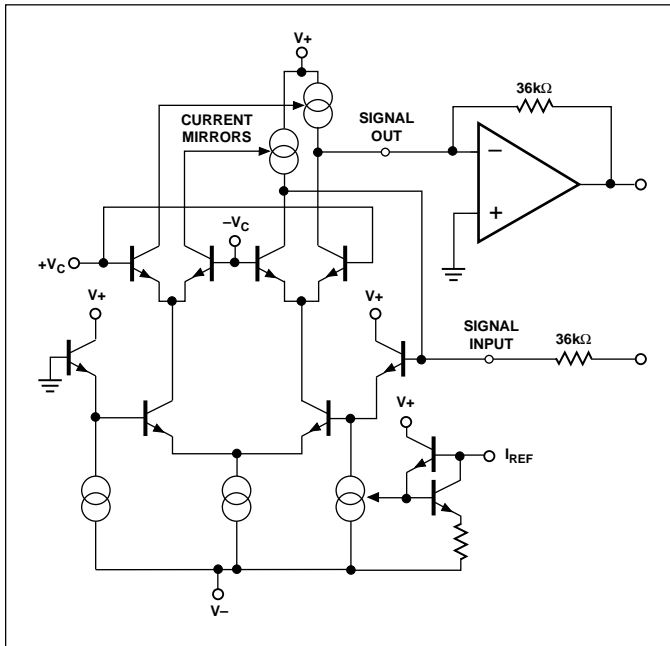 V+
36kΩ
SIGNAL
OUT
CURRENT
MIRRORS
−
+
–VC
+VC
V+
V+
SIGNAL
INPUT
36kΩ
V+
IREF
V–